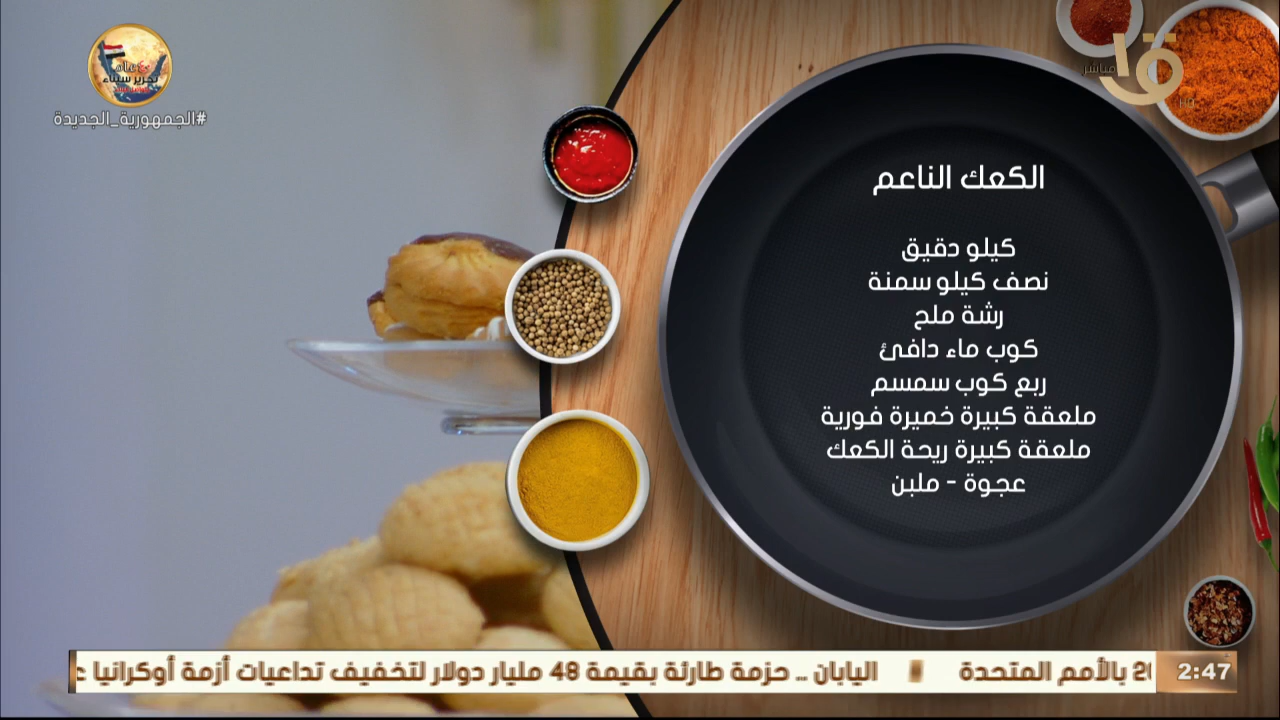 #الجمهورية_الجديدة
مباشر
HD
الكعك الناعم
كيلو دقيق
نصف كيلو سمنة
رشة ملح
كوب ماء دافئ
ربع كوب سمسم
ملعقة كبيرة خميرة فورية
ملعقة كبيرة ريحة الكعك
عجوة - ملبن
بالأمم المتحدة اليابان .. حزمة طارئة بقيمة 48 مليار دولار لتخفيف تداعيات أزمة أوكرانيا
2:47